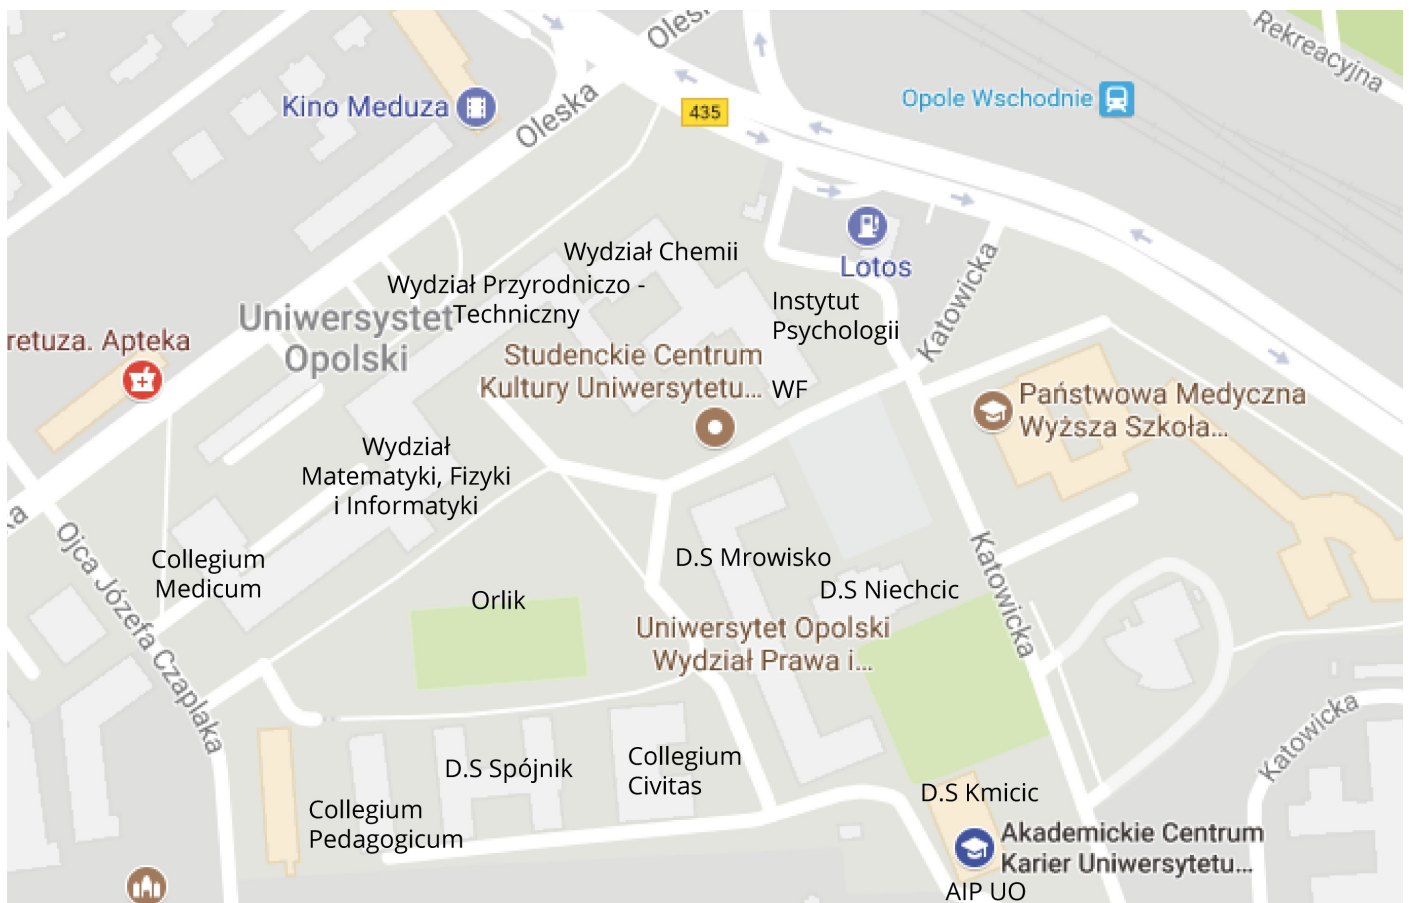 Oleska
Rekreacyjna
Kino Meduza
Oleska
435
Opole Wschodnie
Wydział Chemii
Lotos
Katowicka
Wydział Przyrodniczo -
Techniczny
Instytut
Psychologii
Uniwersystet
Opolski
retuza. Apteka
Studenckie Centrum
Kultury Uniwersytetu...
WF
Państwowa Medyczna
Wyższa Szkoła...
Wydział
Matematyki, Fizyki
i Informatyki
Ojca Józefa Czaplaka
Collegium
Medicum
D.S Mrowisko
D.S Niechcic
Katowicka
Orlik
Uniwersytet Opolski
Wydział Prawa i...
Katowicka
D.S Spójnik
Collegium
Civitas
D.S Kmicic
Collegium
Pedagogicum
Akademickie Centrum
Karier Uniwersytetu...
AIP UO